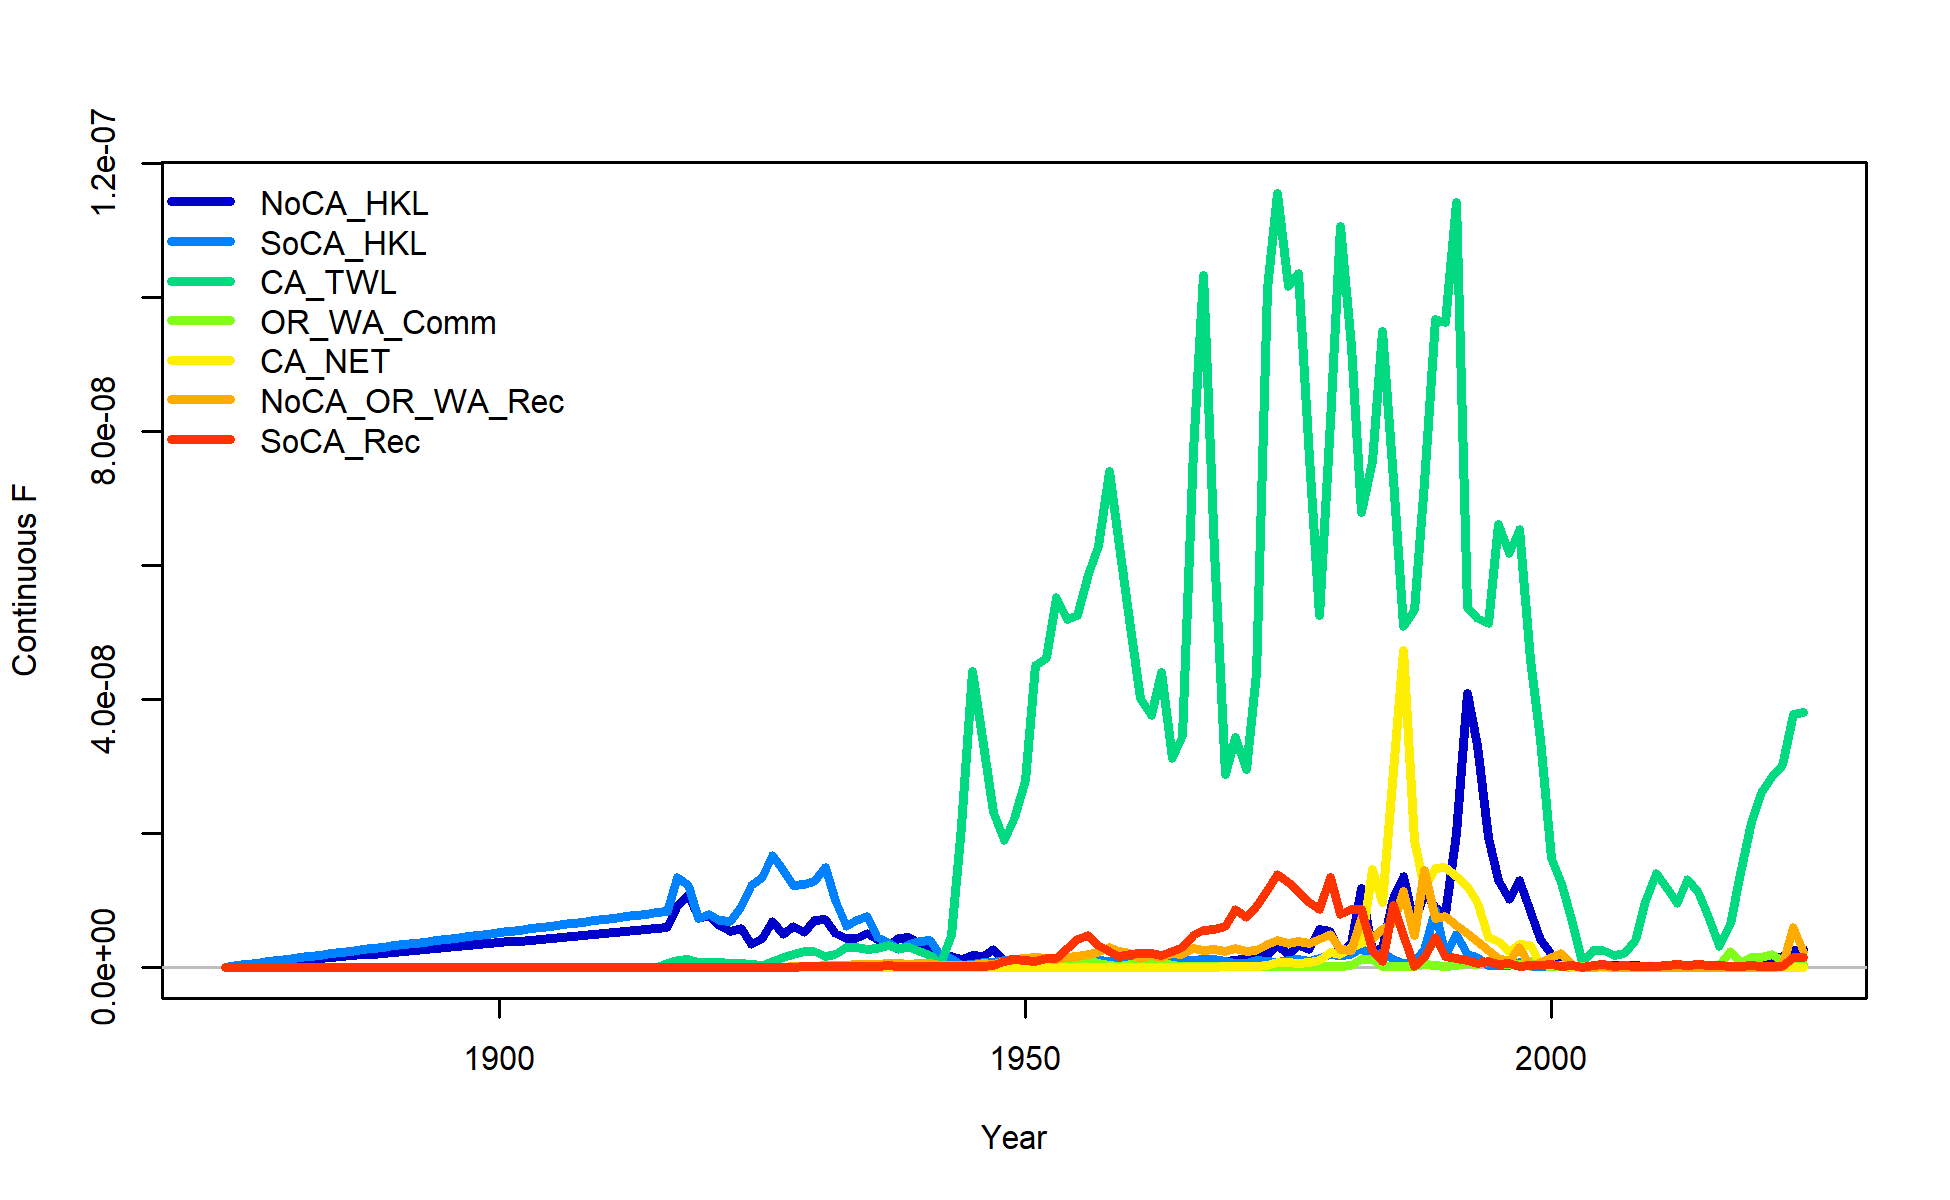 1.2e-07
8.0e-08
4.0e-08
0.0e+00
Continuous F
NoCA_HKL
SoCA_HKL
CA_TWL
OR_WA_Comm
CA_NET
NoCA_OR_WA_Rec
SoCA_Rec
1900 1950 2000
Year